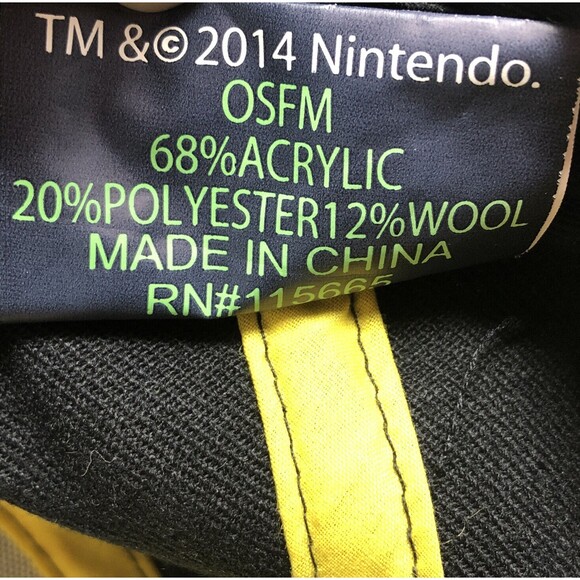 TM &© 2014 Nintendo.
OSFM
68%ACRYLIC
20%POLYESTER12%WOOL
MADE IN CHINA
RN#115665